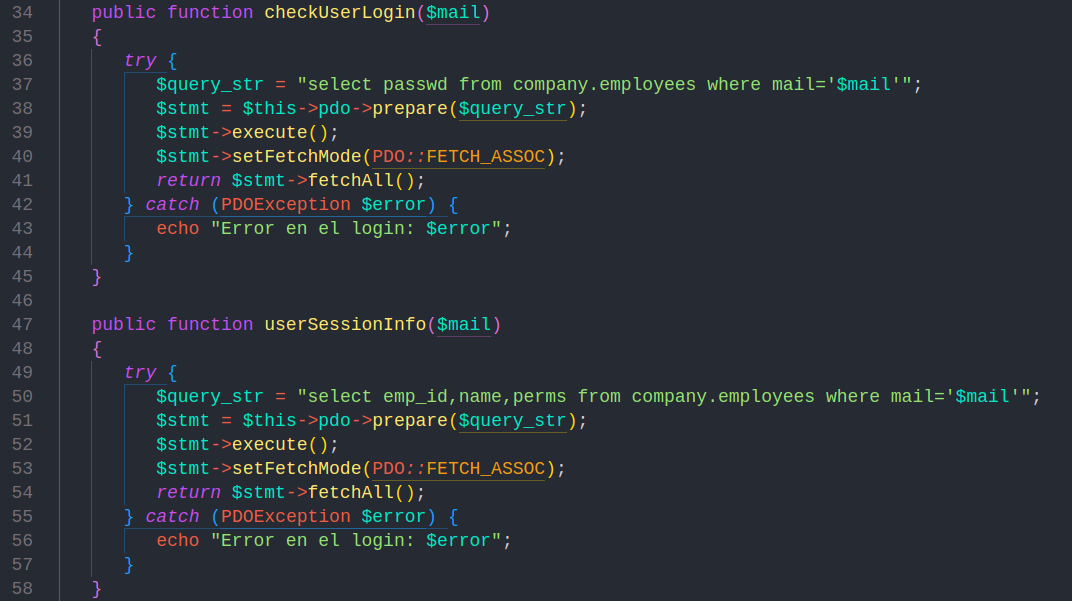 34 public function checkUserLogin($mail)
35 {
36 try {
37 $query_str = "select passwd from company.employees where mail='$mail'";
38 $stmt = $this->pdo->prepare($query_str);
39 $stmt->execute();
40 $stmt->setFetchMode(PDO::FETCH_ASSOC);
41 return $stmt->fetchAll();
42 } catch (PDOException $error) {
43 echo "Error en el login: $error";
44 }
45 }
46
47 public function userSessionInfo($mail)
48 {
49 try {
50 $query_str = "select emp_id,name,perms from company.employees where mail='$mail'";
51 $stmt = $this->pdo->prepare($query_str);
52 $stmt->execute();
53 $stmt->setFetchMode(PDO::FETCH_ASSOC);
54 return $stmt->fetchAll();
55 } catch (PDOException $error) {
56 echo "Error en el login: $error";
57 }
58 }